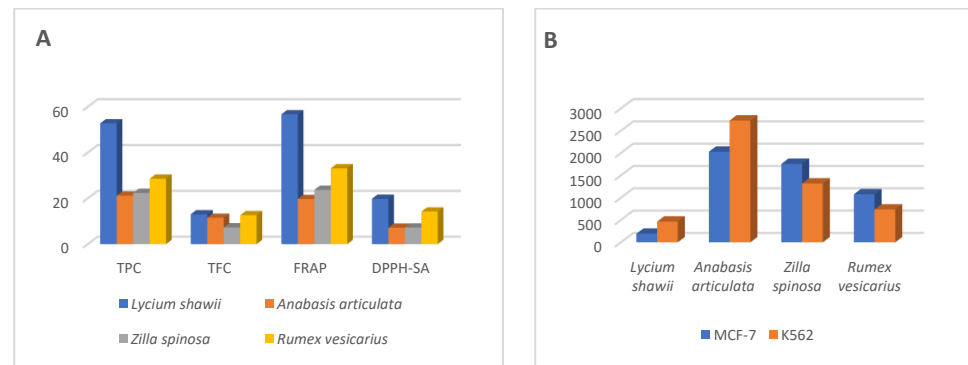 A
60
40
20
0
TPC TFC FRAP DPPH-SA
Lycium shawii Anabasis articulata
Zilla spinosa Rumex vesicarius
B
3000
2500
2000
1500
1000
500
0
Lycium Anabasis Zilla Rumex
shawii articulata spinosa vesicarius
MCF-7 K562